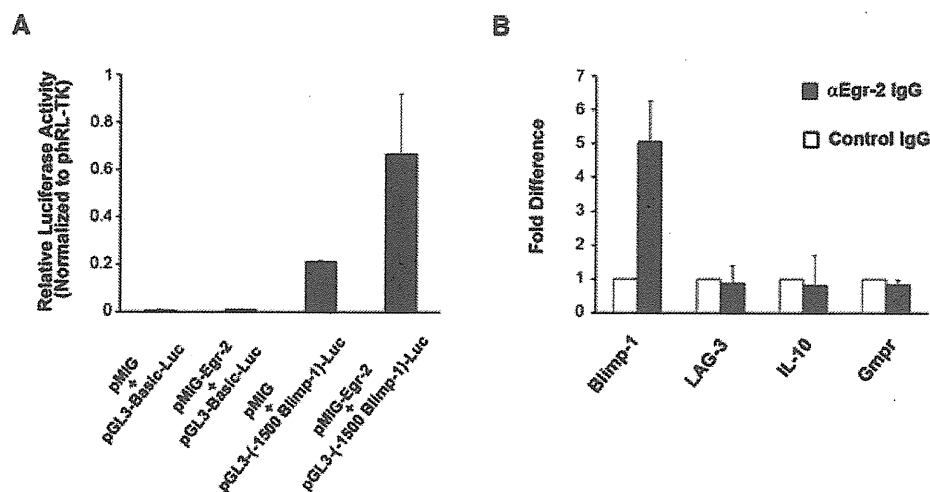 A
Relative Luciferase Activity
(Normalized to phRL-TK)
1
0.8
0.6
0.4
0.2
0
pMIG
+
pGL3-Basic-Luc
pMIG-Egr-2
+
pGL3-Basic-Luc
pMIG
+
pGL3-(-1500 Blimp-1)-Luc
pMIG-Egr-2
+
pGL3-(-1500 Blimp-1)-Luc
B
Fold Difference
7
6
5
4
3
2
1
0
αEgr-2 IgG
Control IgG
Blimp-1
LAG-3
IL-10
Gmpr